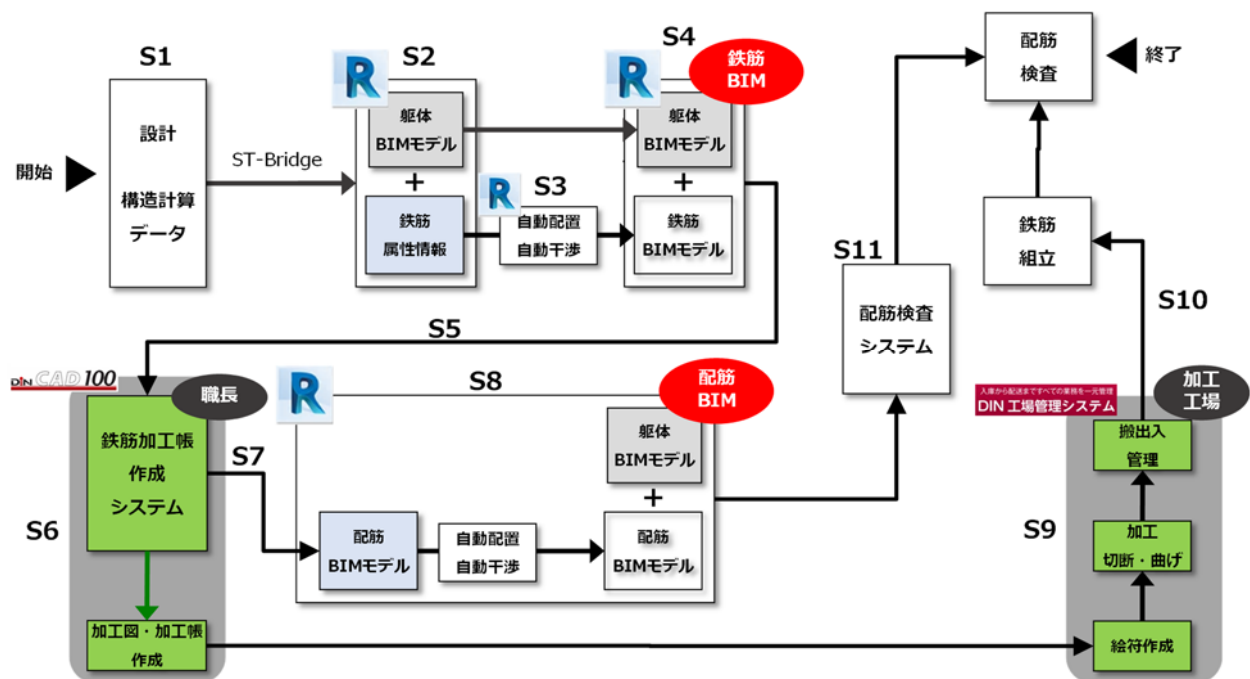 S1
設計
構造計算
データ
開始
ST-Bridge
S2
R
躯体
BIMモデル
+
鉄筋
属性情報
S3
R
自動配置
自動干渉
S4
R
鉄筋
BIM
躯体
BIMモデル
+
鉄筋
BIMモデル
S5
DIN CAD 100
職長
鉄筋加工帳
作成
システム
S6
加工図・加工帳
作成
S7
R
S8
配筋
BIM
躯体
BIMモデル
+
配筋
BIMモデル
自動配置
自動干渉
配筋
BIMモデル
S11
配筋検査
システム
配筋
検査
終了
鉄筋
組立
S10
入庫から配送まですべての業務を一元管理
DIN 工場管理システム
加工
工場
搬出入
管理
S9
加工
切断・曲げ
絵符作成